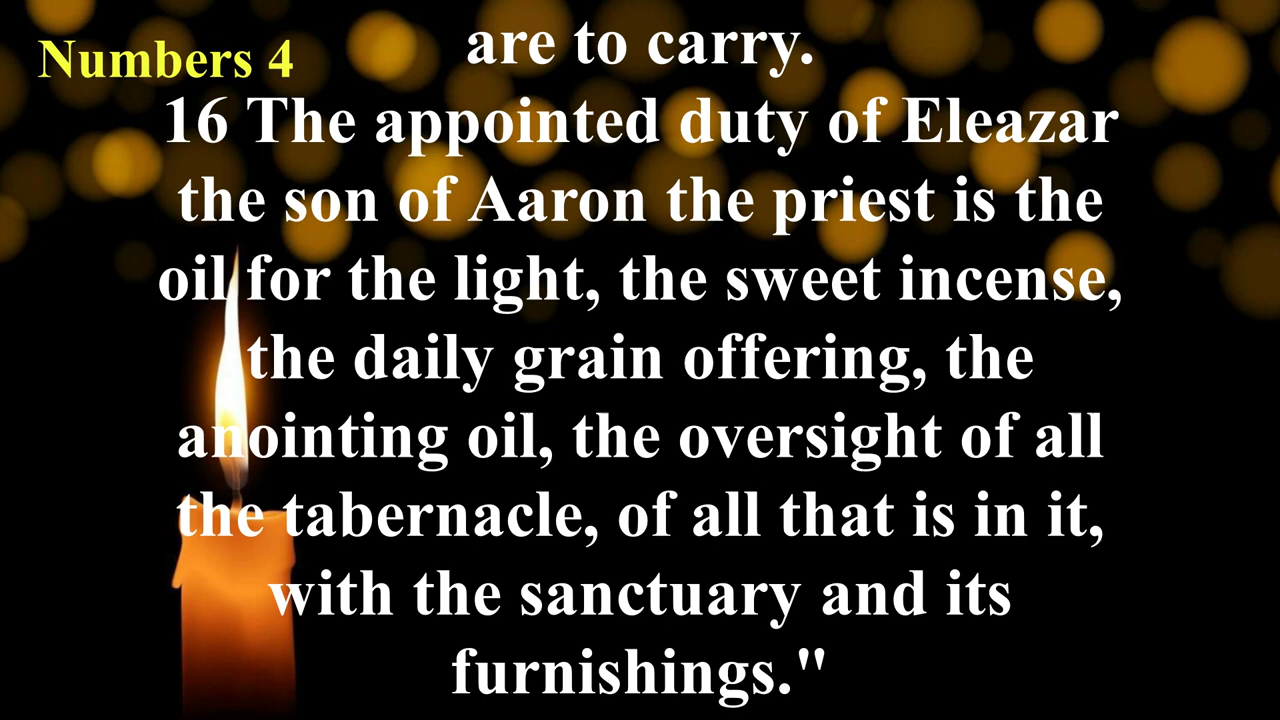 Numbers 4
are to carry.
16 The appointed duty of Eleazar
the son of Aaron the priest is the
oil for the light, the sweet incense,
the daily grain offering, the
anointing oil, the oversight of all
the tabernacle, of all that is in it,
with the sanctuary and its
furnishings."